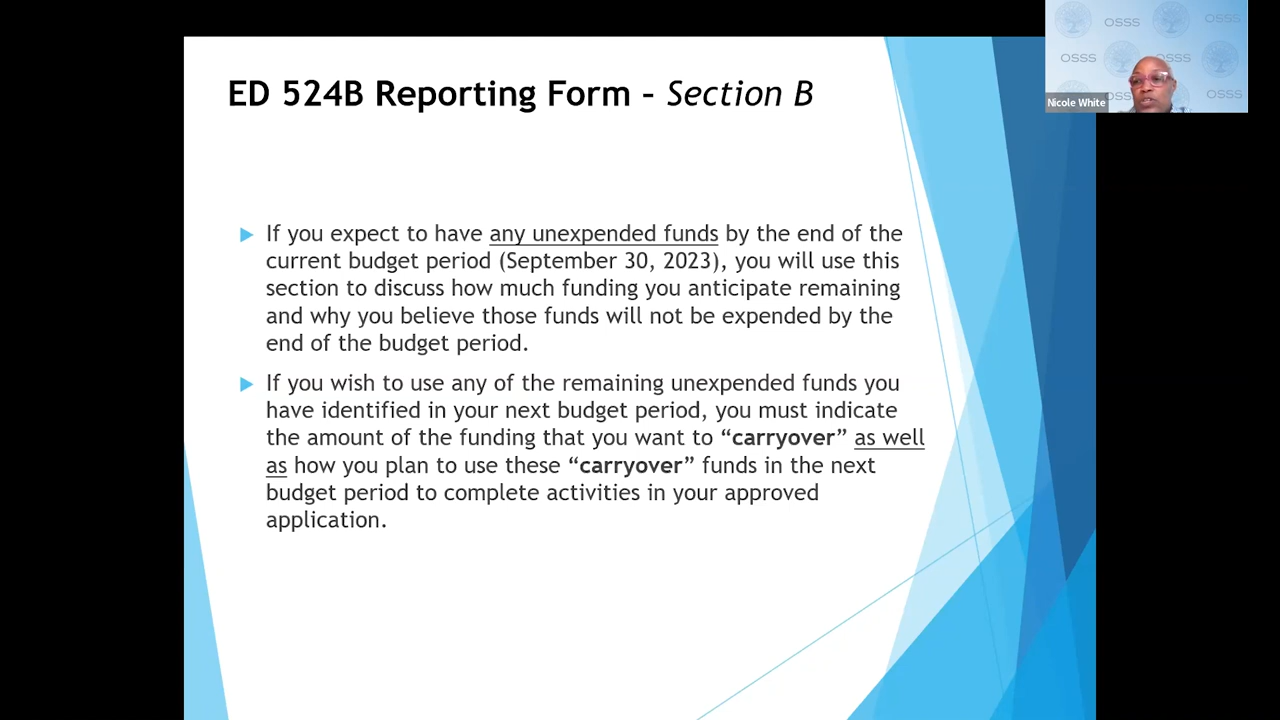 ED 524B Reporting Form – Section B
If you expect to have any unexpended funds by the end of the
current budget period (September 30, 2023), you will use this
section to discuss how much funding you anticipate remaining
and why you believe those funds will not be expended by the
end of the budget period.
If you wish to use any of the remaining unexpended funds you
have identified in your next budget period, you must indicate
the amount of the funding that you want to “carryover” as well
as how you plan to use these “carryover” funds in the next
budget period to complete activities in your approved
application.
OSSS
OSSS
OSSS
OSSS
OSSS
Nicole White